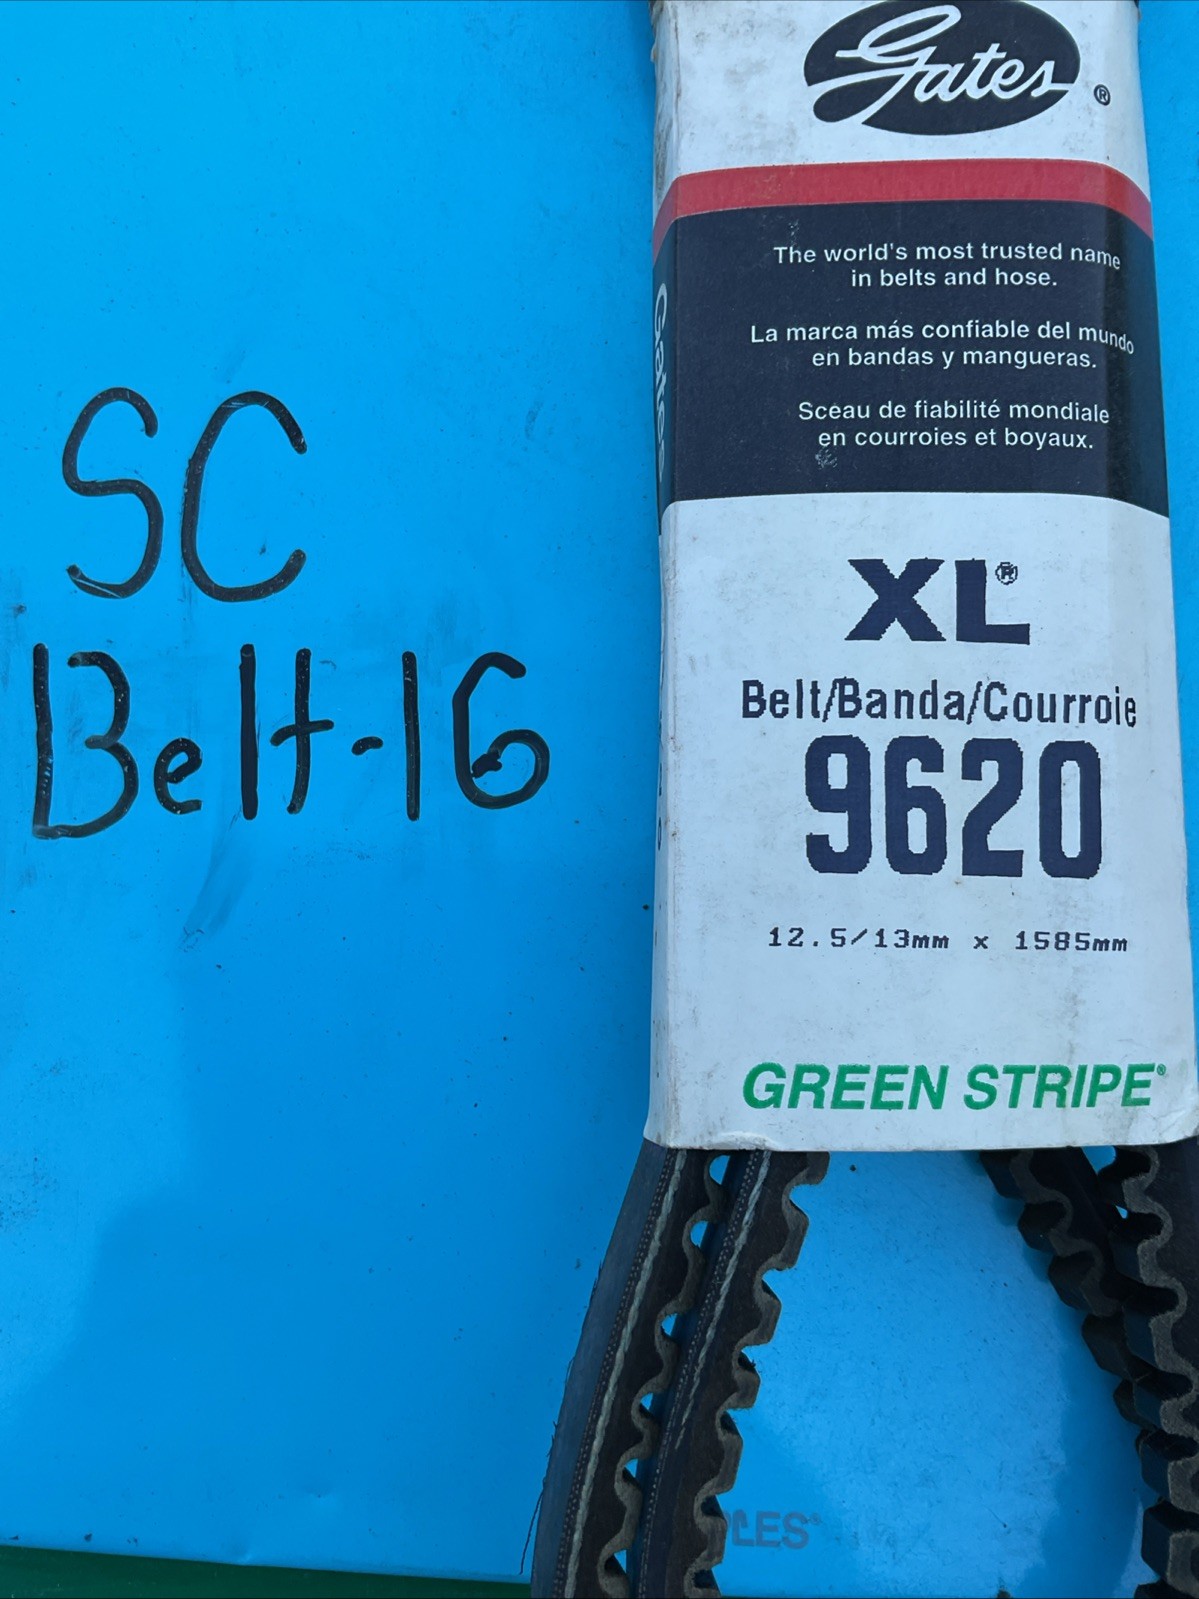 Gates®
The world's most trusted name
in belts and hose.
La marca más confiable del mundo
en bandas y mangueras.
Sceau de fiabilité mondiale
en courroies et boyaux.
XL®
Belt/Banda/Courroie
9620
12.5/13mm x 1585mm
GREEN STRIPE®
Gates
SC
Belt-16